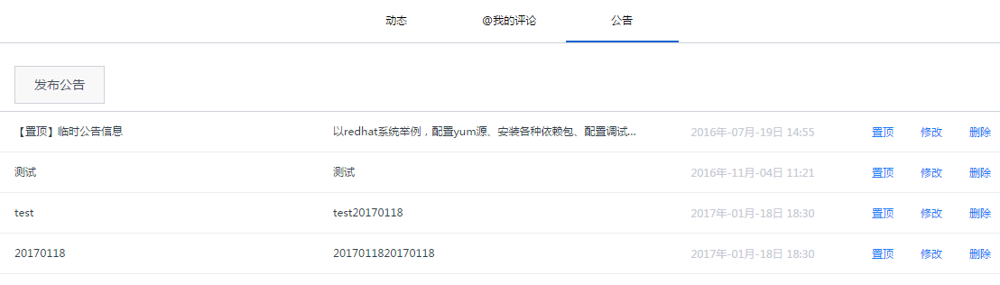 动态 @我的评论 公告
发布公告
【置顶】临时公告信息 以redhat系统举例，配置yum源、安装各种依赖包、配置调试... 2016年-07月-19日 14:55 置顶 修改 删除
测试 测试 2016年-11月-04日 11:21 置顶 修改 删除
test test20170118 2017年-01月-18日 18:30 置顶 修改 删除
20170118 2017011820170118 2017年-01月-18日 18:30 置顶 修改 删除